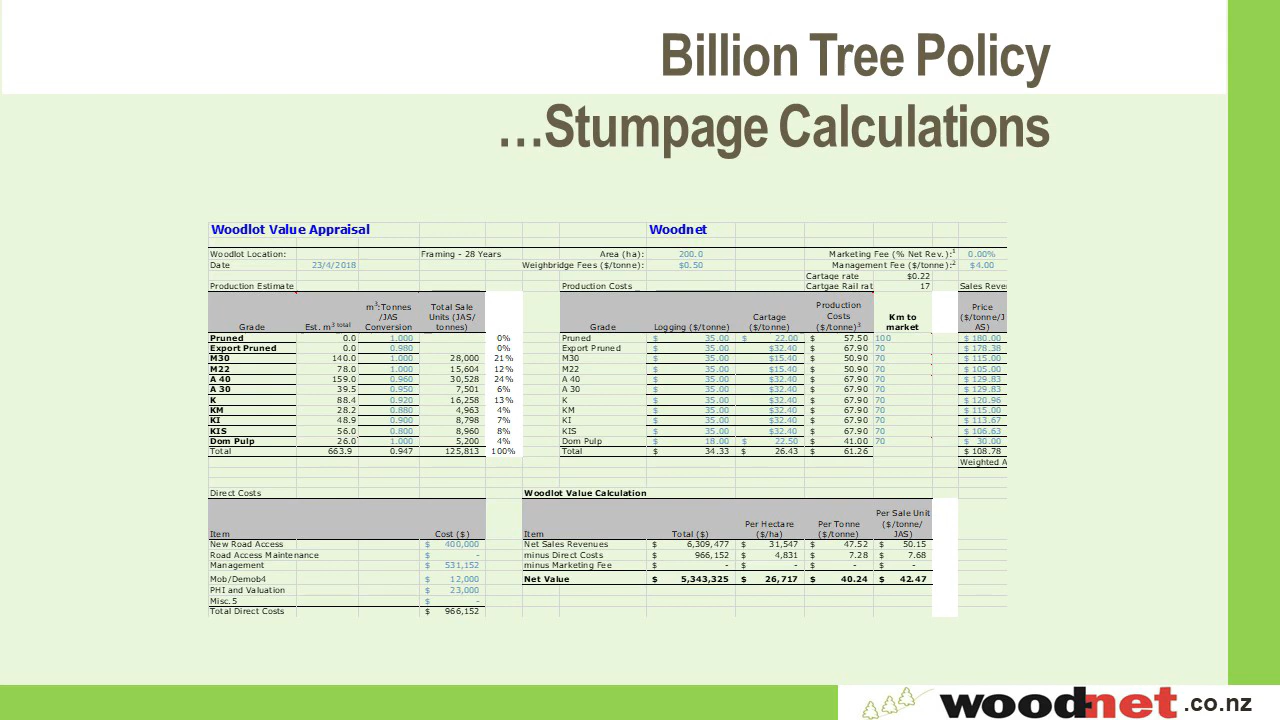 Billion Tree Policy
…Stumpage Calculations
Woodlot Value Appraisal Woodnet
Woodlot Location: Framing - 28 Years Area (ha): 200.0 Marketing Fee (% Net Rev.):1 0.00%
Date 23/4/2018 Weighbridge Fees ($/tonne): $0.50 Management Fee ($/tonne):2 $4.00
Cartage rate $0.22
Production Estimate Production Costs Cartgae Rail rat 17 Sales Reve
Grade Est. m3 total m3:Tonnes /JAS Conversion Total Sale Units (JAS/ tonnes) Grade Logging ($/tonne) Cartage ($/tonne) Production Costs ($/tonne)3 Km to market Price ($/tonne/J AS)
Pruned 0.0 1.000 0% Pruned $ 35.00 $ 22.00 $ 57.50 100 $ 180.00
Export Pruned 0.0 0.980 0% Export Pruned $ 35.00 $32.40 $ 67.90 70 $ 178.38
M30 140.0 1.000 28,000 21% M30 $ 35.00 $15.40 $ 50.90 70 $ 115.00
M22 78.0 1.000 15,604 12% M22 $ 35.00 $15.40 $ 50.90 70 $ 105.00
A 40 159.0 0.960 30,528 24% A 40 $ 35.00 $32.40 $ 67.90 70 $ 129.83
A 30 39.5 0.950 7,501 6% A 30 $ 35.00 $32.40 $ 67.90 70 $ 129.83
K 88.4 0.920 16,258 13% K $ 35.00 $32.40 $ 67.90 70 $ 120.96
KM 28.2 0.880 4,963 4% KM $ 35.00 $32.40 $ 67.90 70 $ 115.00
KI 48.9 0.900 8,798 7% KI $ 35.00 $32.40 $ 67.90 70 $ 113.67
KIS 56.0 0.800 8,960 8% KIS $ 35.00 $32.40 $ 67.90 70 $ 106.63
Dom Pulp 26.0 1.000 5,200 4% Dom Pulp $ 18.00 $ 22.50 $ 41.00 70 $ 30.00
Total 663.9 0.947 125,813 100% Total $ 34.33 $ 26.43 $ 61.26 $ 108.78
Weighted A
Direct Costs Woodlot Value Calculation
Item Cost ($) Item Total ($) Per Hectare ($/ha) Per Tonne ($/tonne) Per Sale Unit ($/tonne/ JAS)
New Road Access $ 400,000 Net Sales Revenues $ 6,309,477 $ 31,547 $ 47.52 $ 50.15
Road Access Maintenance $ - minus Direct Costs $ 966,152 $ 4,831 $ 7.28 $ 7.68
Management $ 531,152 minus Marketing Fee $ - $ - $ - $ -
Mob/Demob4 $ 12,000 Net Value $ 5,343,325 $ 26,717 $ 40.24 $ 42.47
PHI and Valuation $ 23,000
Misc.5 $ -
Total Direct Costs $ 966,152
woodnet.co.nz